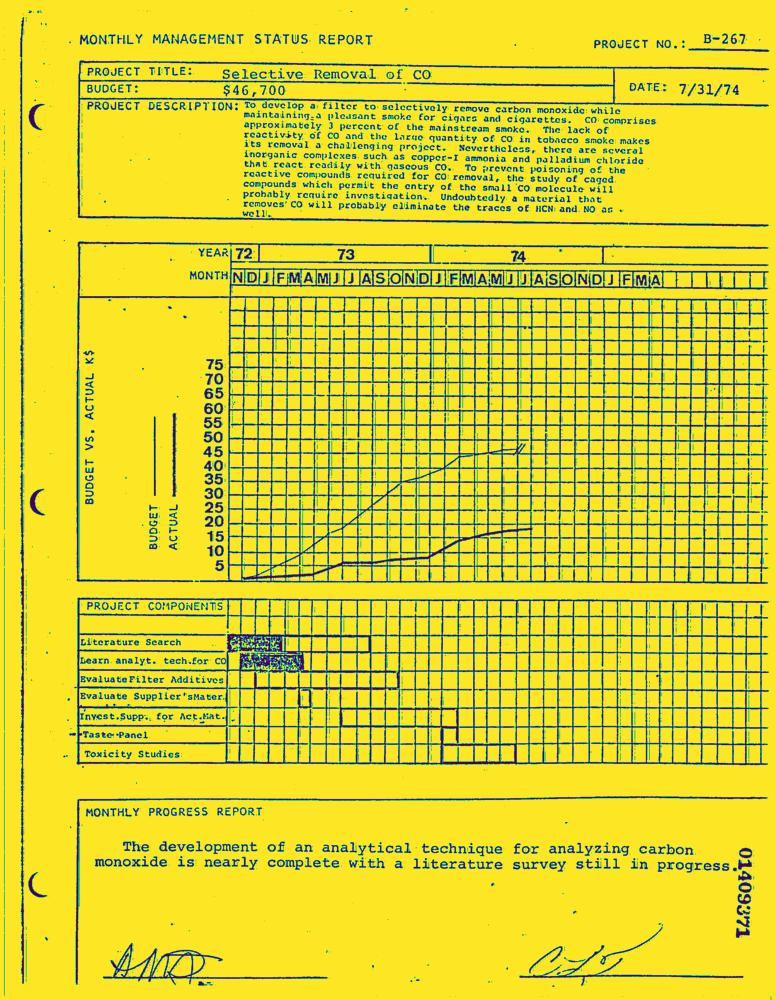 MONTHLY MANAGEMENT STATUS REPORT
PROJECT NO.: B-267
PROJECT TITLE: Selective Removal of CO
BUDGET: $46,700
DATE: 7/31/74
PROJECT DESCRIPTION: To develop a filter to selectively remove carbon monoxide while
maintaining a pleasant smoke for cigars and cigarettes. CO comprises
approximately 3 percent of the mainstream smoke. The lack of
reactivity of CO and the large quantity of CO in tobacco smoke makes
its removal a challenging project. Nevertheless, there are several
inorganic complexes such as copper-I ammonia and palladium chloride
that react readily with gaseous CO. To prevent poisoning of the
reactive compounds required for CO removal, the study of caged
compounds which permit the entry of the small CO molecule will
probably require investigation. Undoubtedly a material that
removes CO will probably eliminate the traces of HCN and NO as
well.
YEAR 72 73 74
MONTH N D J F M A M J J A S O N D J F M A M J J A S O N D J F M A
BUDGET VS. ACTUAL K$
BUDGET
ACTUAL
75
70
65
60
55
50
45
40
35
30
25
20
15
10
5
PROJECT COMPONENTS
Literature Search
Learn analyt. tech.for CO
EvaluateFilter Additives
Evaluate Supplier'sMater.
Invest.Supp. for Act.Mat.
Taste Panel
Toxicity Studies
MONTHLY PROGRESS REPORT
The development of an analytical technique for analyzing carbon
monoxide is nearly complete with a literature survey still in progress.
01409371